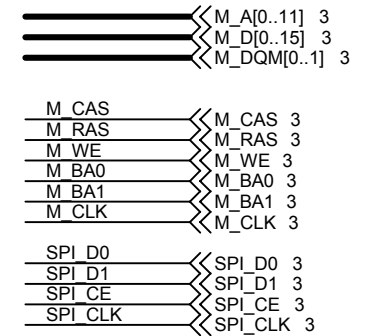 M_A[0..11] 3
M_D[0..15] 3
M_DQM[0..1] 3
M_CAS M_CAS 3
M_RAS M_RAS 3
M_WE M_WE 3
M_BA0 M_BA0 3
M_BA1 M_BA1 3
M_CLK M_CLK 3
SPI_D0 SPI_D0 3
SPI_D1 SPI_D1 3
SPI_CE SPI_CE 3
SPI_CLK SPI_CLK 3